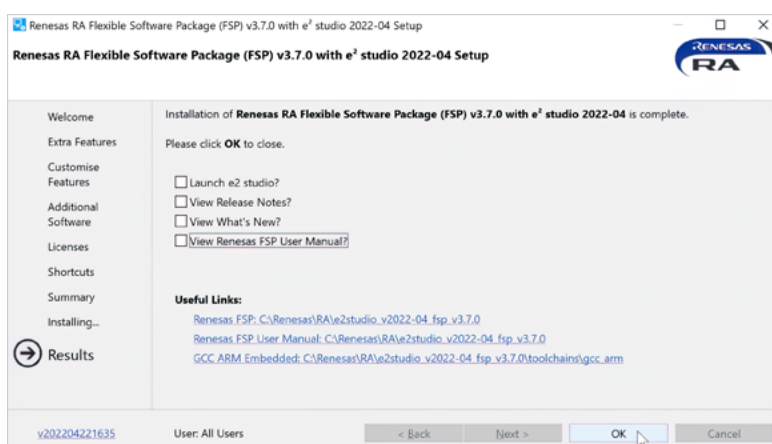 Renesas RA Flexible Software Package (FSP) v3.7.0 with e² studio 2022-04 Setup
Renesas RA Flexible Software Package (FSP) v3.7.0 with e² studio 2022-04 Setup
RENESAS
RA
Welcome
Extra Features
Customise
Features
Additional
Software
Licenses
Shortcuts
Summary
Installing...
Results
Installation of Renesas RA Flexible Software Package (FSP) v3.7.0 with e² studio 2022-04 is complete.
Please click OK to close.
Launch e2 studio?
View Release Notes?
View What's New?
View Renesas FSP User Manual?
Useful Links:
Renesas FSP: C:\Renesas\RA\e2studio_v2022-04_fsp_v3.7.0
Renesas FSP User Manual: C:\Renesas\RA\e2studio_v2022-04_fsp_v3.7.0
GCC ARM Embedded: C:\Renesas\RA\e2studio_v2022-04_fsp_v3.7.0\toolchains\gcc_arm
v202204221635
User: All Users
< Back
Next >
OK
Cancel